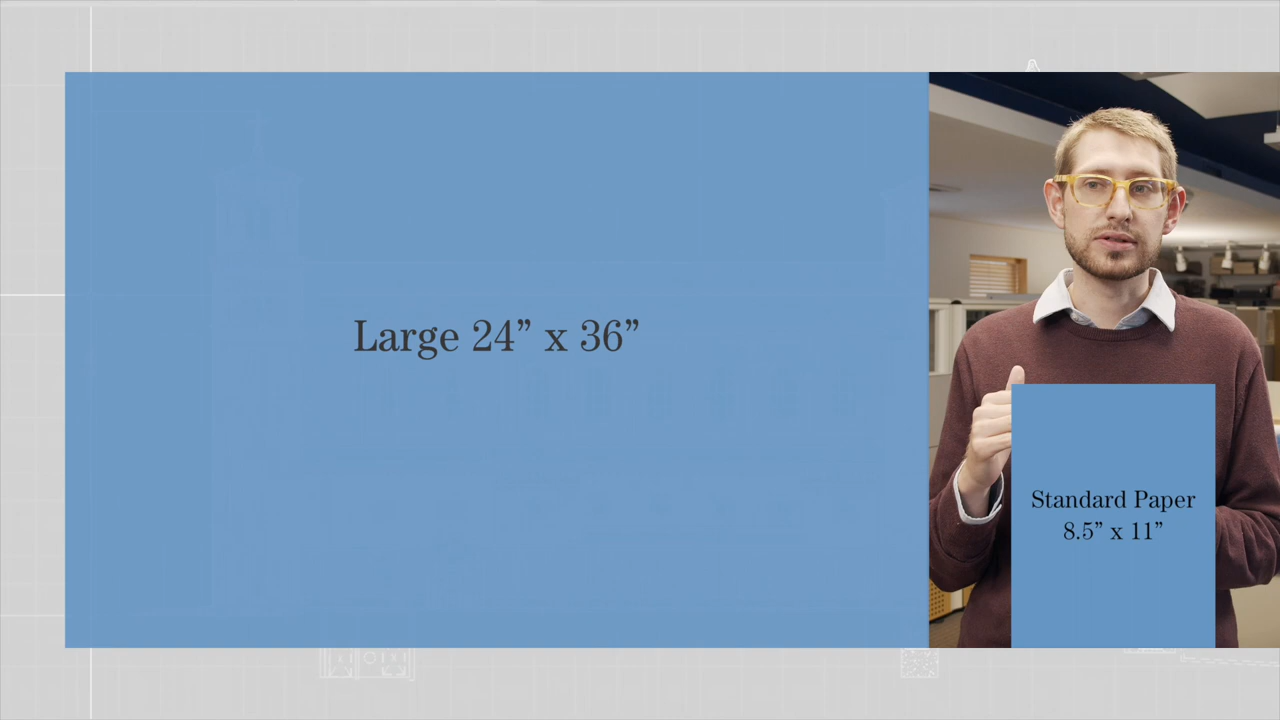 Large 24” x 36”
Standard Paper
8.5” x 11”